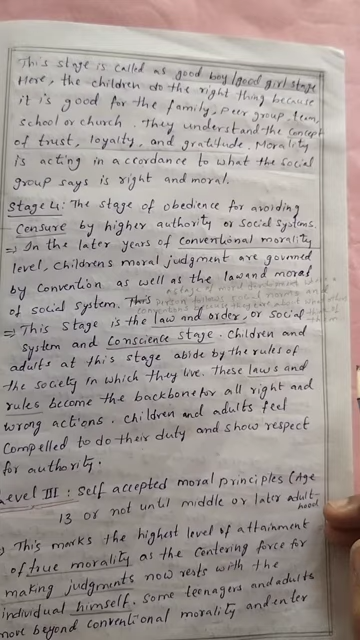 This stage is called as good boy/good girl stage
Here, the children do the right thing because
it is good for the family, peer group, team,
school or church. They understand the concept
of trust, loyalty, and gratitude. Morality
is acting in accordance to what the social
group says is right and moral.
Stage 4: The stage of obedience for avoiding
Censure by higher authority or social systems.
⇒ In the later years of conventional morality
level, childrens moral judgment are governed
by convention as well as the law and moral
of social system. This
⇒ This stage is the law and order, or social
system and Conscience stage. Children and
adults at this stage abide by the rules of
the society in which they live. These laws and
rules become the backbone for all right and
wrong actions. children and adults feel
compelled to do their duty and show respect
for authority.
Level III: Self accepted moral principles (Age
13 or not until middle or later adulthood
This marks the highest level of attainment
of true morality as the contering force for
making judgments now rests with the
individual himself. Some teenagers and adults
move beyond conventional morality and enter